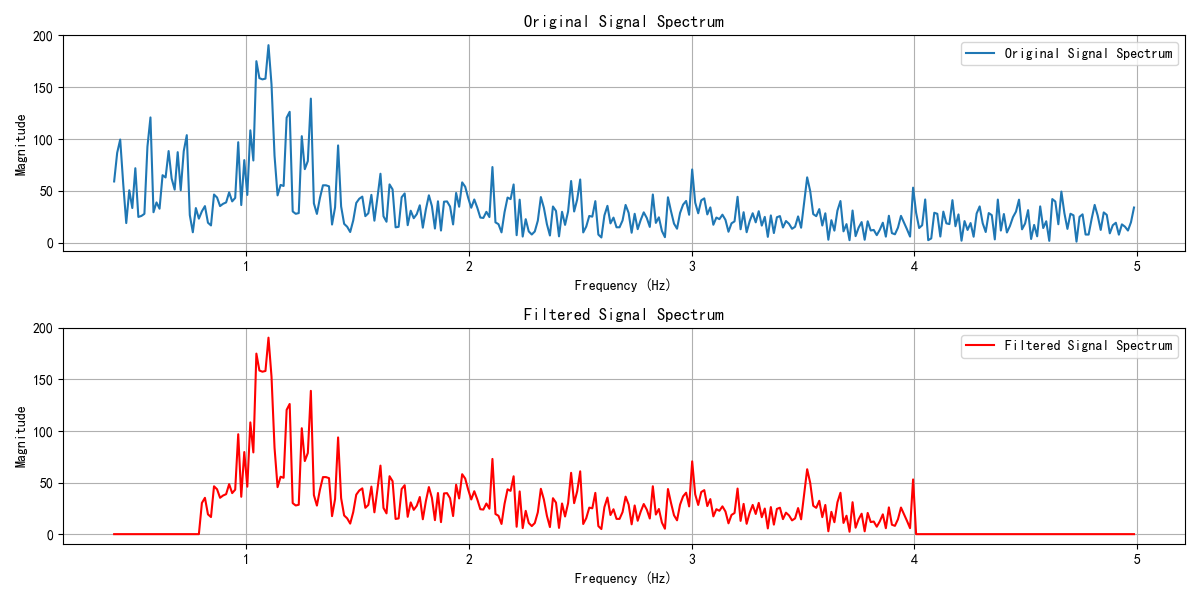 Original Signal Spectrum
200
150
100
50
0
Magnitude
Original Signal Spectrum
1 2 3 4 5
Frequency (Hz)
Filtered Signal Spectrum
200
150
100
50
0
Magnitude
Filtered Signal Spectrum
1 2 3 4 5
Frequency (Hz)